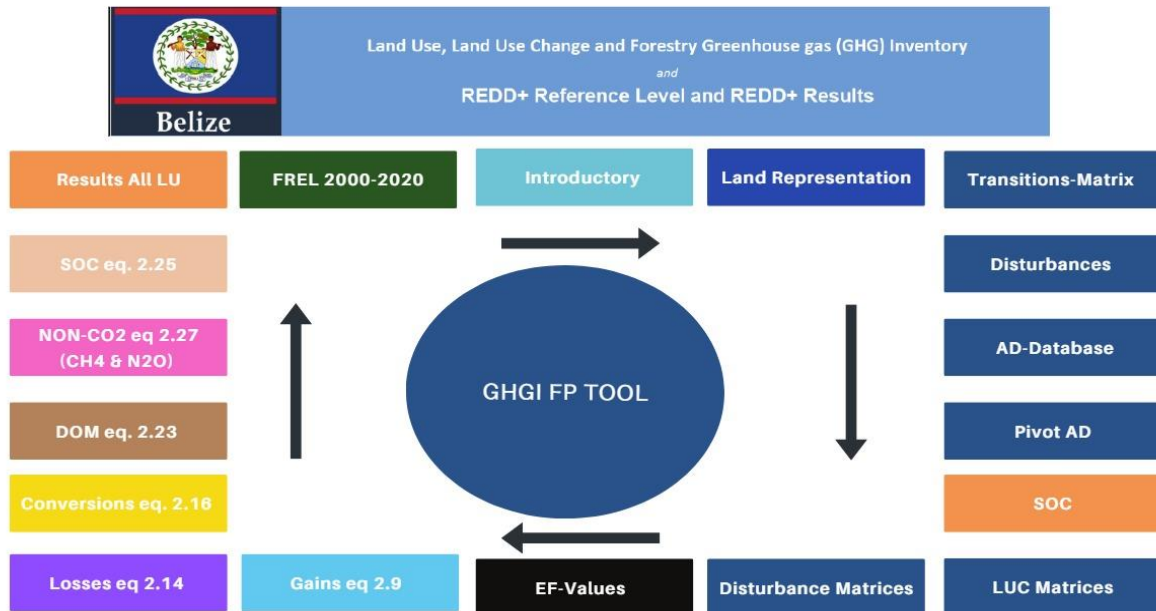 Belize
Land Use, Land Use Change and Forestry Greenhouse gas (GHG) Inventory
and
REDD+ Reference Level and REDD+ Results
Results All LU
FREL 2000-2020
Introductory
Land Representation
Transitions-Matrix
SOC eq. 2.25
Disturbances
NON-CO2 eq 2.27
(CH4 & N2O)
AD-Database
GHGI FP TOOL
DOM eq. 2.23
Pivot AD
Conversions eq. 2.16
SOC
Losses eq 2.14
Gains eq 2.9
EF-Values
Disturbance Matrices
LUC Matrices